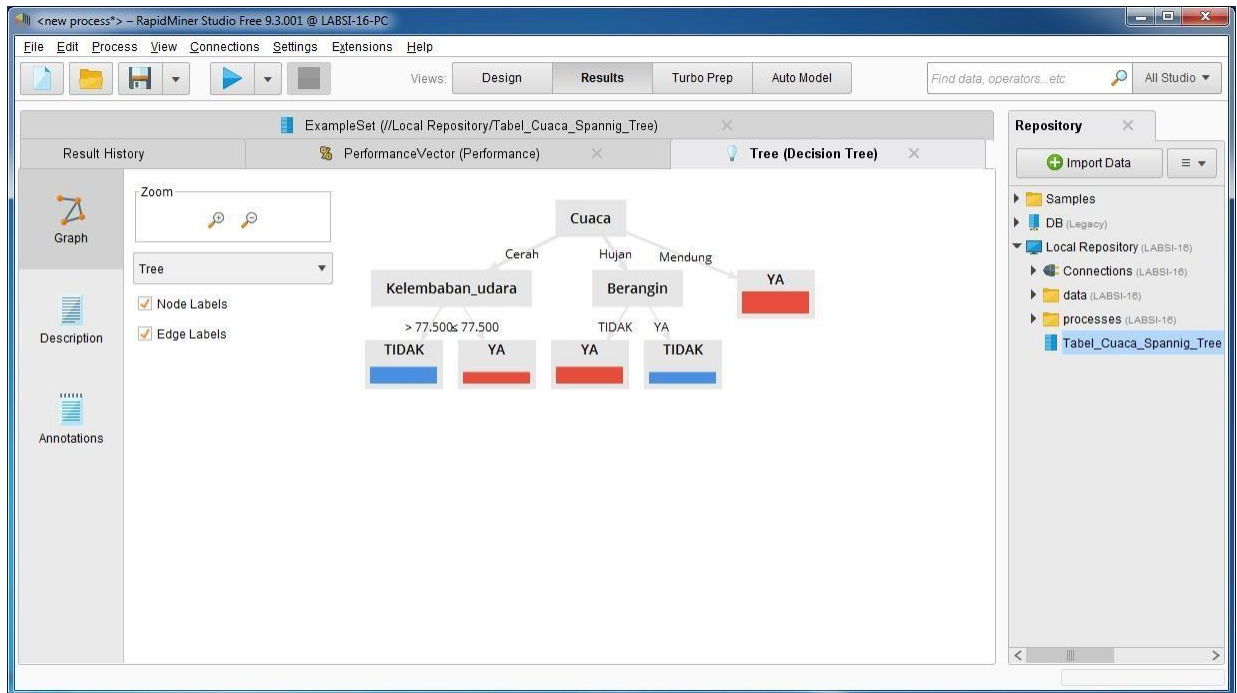 <new process*> – RapidMiner Studio Free 9.3.001 @ LABSI-16-PC
File Edit Process View Connections Settings Extensions Help
Views: Design Results Turbo Prep Auto Model Find data, operators...etc All Studio
ExampleSet (//Local Repository/Tabel_Cuaca_Spannig_Tree)
Result History PerformanceVector (Performance) Tree (Decision Tree)
Graph
Description
Annotations
Zoom
Tree
Node Labels
Edge Labels
Cuaca
Cerah Hujan Mendung
Kelembaban_udara Berangin YA
> 77.500 ≤ 77.500 TIDAK YA
TIDAK YA YA TIDAK
Repository
Import Data
Samples
DB (Legacy)
Local Repository (LABSI-16)
Connections (LABSI-16)
data (LABSI-16)
processes (LABSI-16)
Tabel_Cuaca_Spannig_Tree